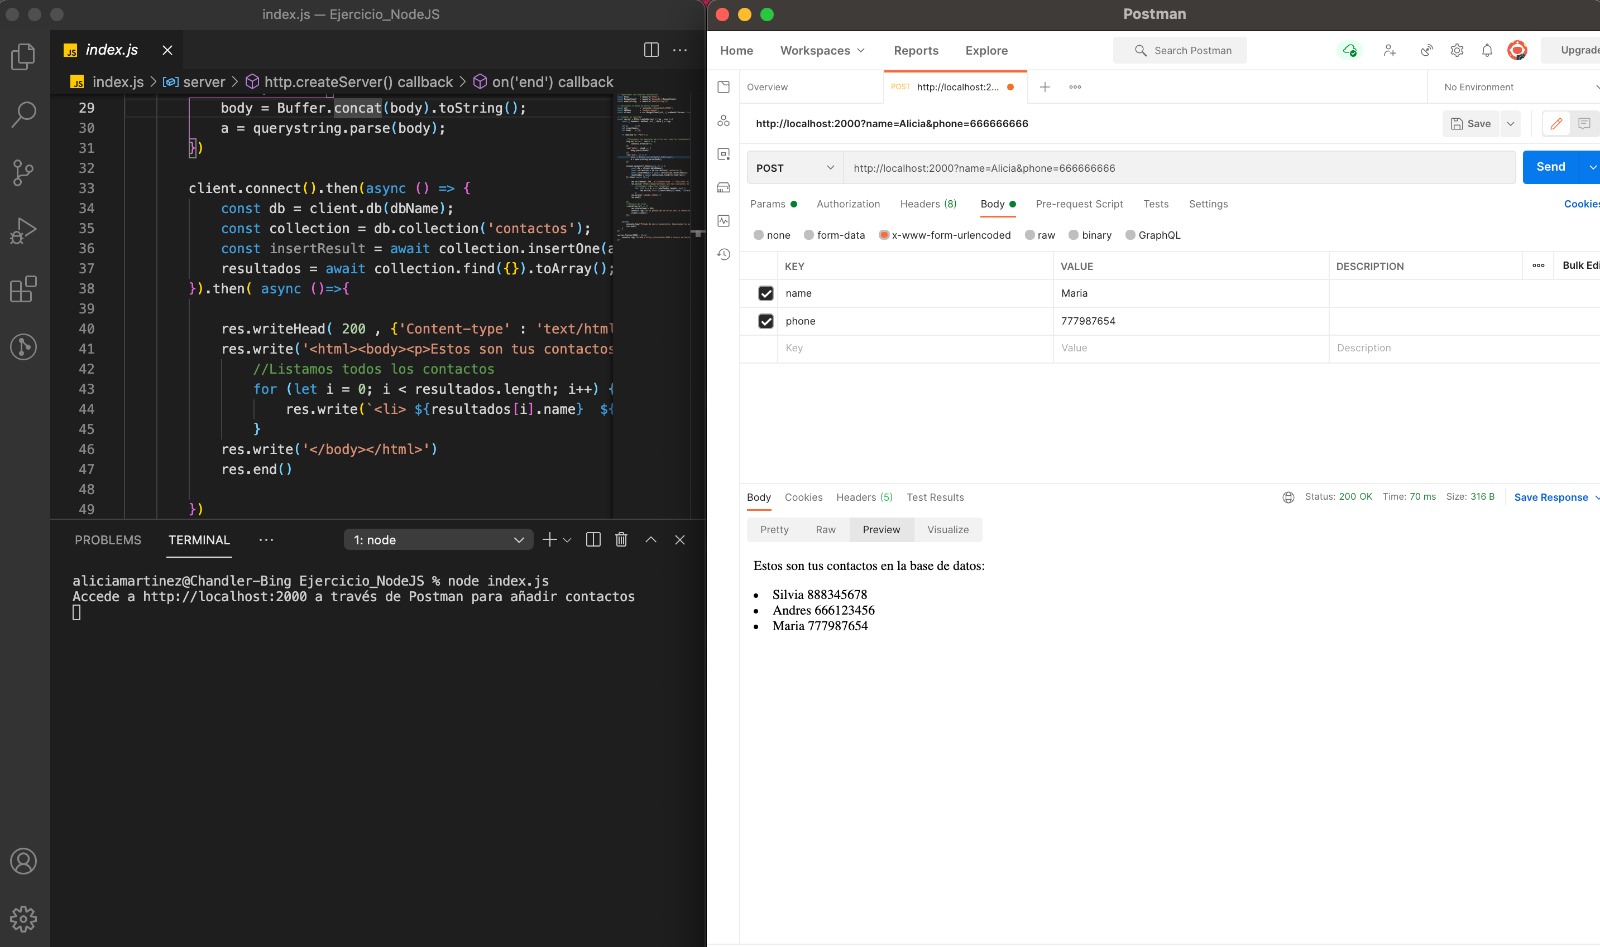 index.js — Ejercicio_NodeJS
JS index.js
JS index.js > server > http.createServer() callback > on('end') callback
29 body = Buffer.concat(body).toString();
30 a = querystring.parse(body);
31 })
32
33 client.connect().then(async () => {
34 const db = client.db(dbName);
35 const collection = db.collection('contactos');
36 const insertResult = await collection.insertOne(a
37 resultados = await collection.find({}).toArray();
38 }).then( async ()=>{
39
40 res.writeHead( 200 , {'Content-type' : 'text/html
41 res.write('<html><body><p>Estos son tus contactos
42 //Listamos todos los contactos
43 for (let i = 0; i < resultados.length; i++) {
44 res.write(`<li> ${resultados[i].name}  ${
45 }
46 res.write('</body></html>')
47 res.end()
48
49 })
PROBLEMS TERMINAL ··· 1: node
aliciamartinez@Chandler-Bing Ejercicio_NodeJS % node index.js
Accede a http://localhost:2000 a través de Postman para añadir contactos
Postman
Home Workspaces Reports Explore Search Postman Upgrade
Overview POST http://localhost:2... No Environment
http://localhost:2000?name=Alicia&phone=666666666 Save
POST http://localhost:2000?name=Alicia&phone=666666666 Send
Params Authorization Headers (8) Body Pre-request Script Tests Settings Cookies
none form-data x-www-form-urlencoded raw binary GraphQL
KEY VALUE DESCRIPTION Bulk Edi
name Maria
phone 777987654
Key Value Description
Body Cookies Headers (5) Test Results Status: 200 OK Time: 70 ms Size: 316 B Save Response
Pretty Raw Preview Visualize
Estos son tus contactos en la base de datos:
• Silvia 888345678
• Andres 666123456
• Maria 777987654